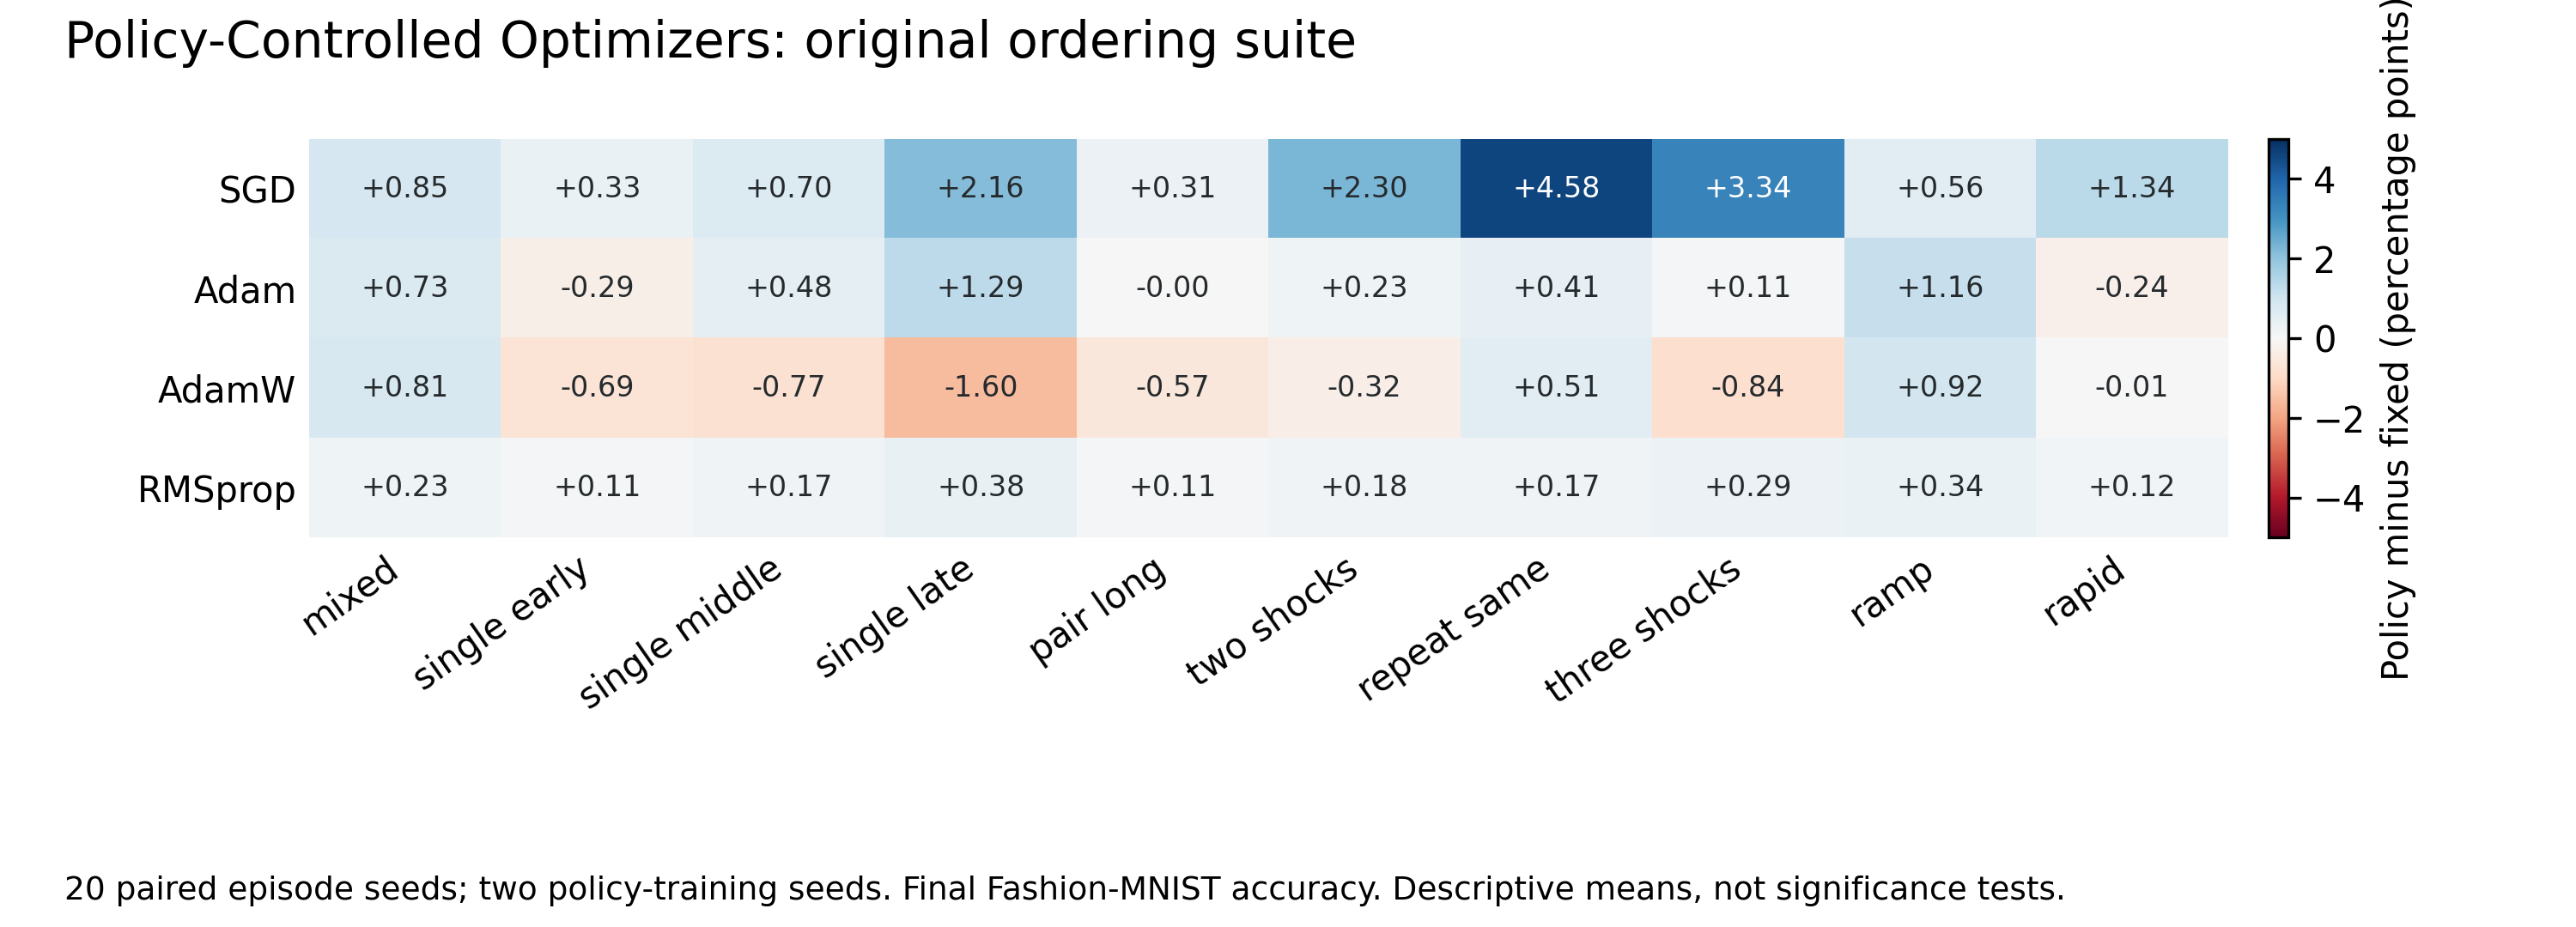 Policy-Controlled Optimizers: original ordering suite
SGD +0.85 +0.33 +0.70 +2.16 +0.31 +2.30 +4.58 +3.34 +0.56 +1.34
Adam +0.73 -0.29 +0.48 +1.29 -0.00 +0.23 +0.41 +0.11 +1.16 -0.24
AdamW +0.81 -0.69 -0.77 -1.60 -0.57 -0.32 +0.51 -0.84 +0.92 -0.01
RMSprop +0.23 +0.11 +0.17 +0.38 +0.11 +0.18 +0.17 +0.29 +0.34 +0.12
mixed
single early
single middle
single late
pair long
two shocks
repeat same
three shocks
ramp
rapid
4
2
0
−2
−4
Policy minus fixed (percentage points)
20 paired episode seeds; two policy-training seeds. Final Fashion-MNIST accuracy. Descriptive means, not significance tests.